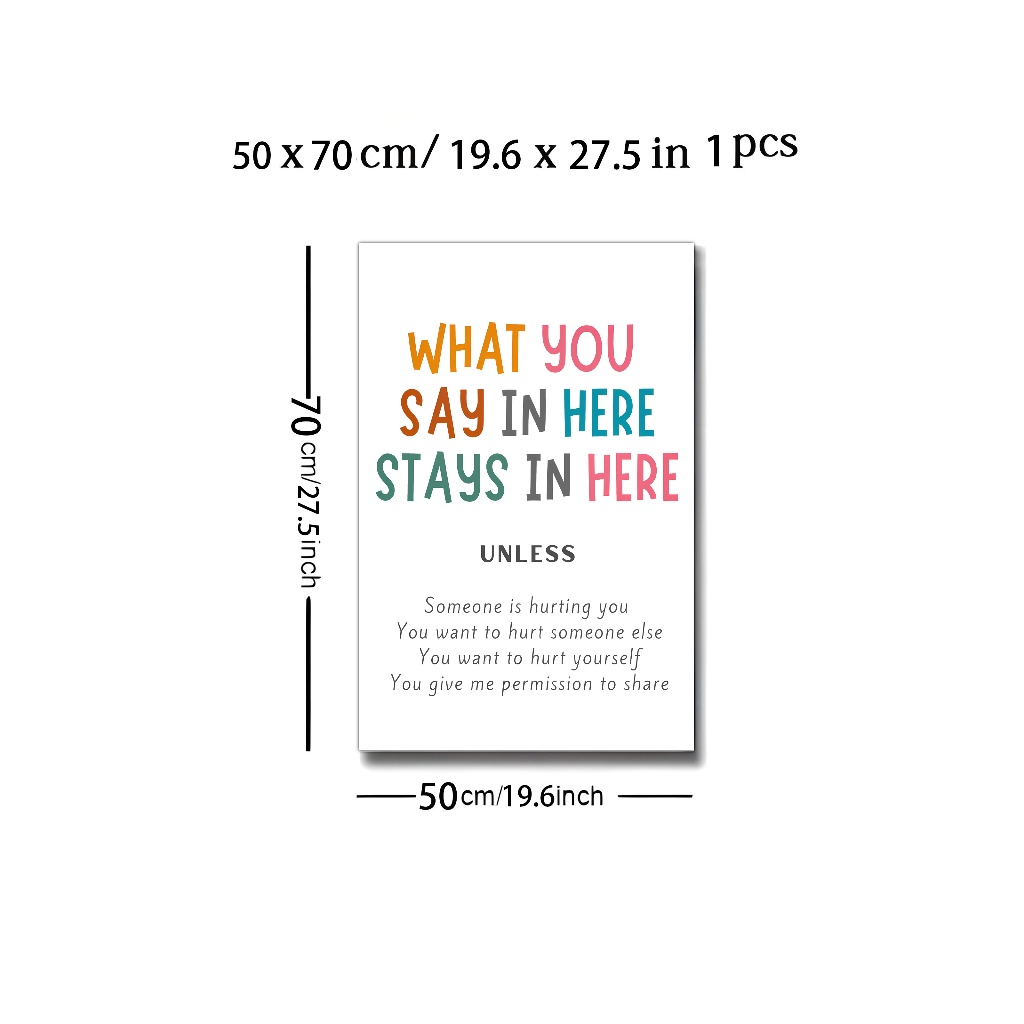 50 x 70 cm/ 19.6 x 27.5 in 1 pcs
WHAT YOU
SAY IN HERE
STAYS IN HERE
UNLESS
Someone is hurting you
You want to hurt someone else
You want to hurt yourself
You give me permission to share
70 cm/27.5inch
50cm/19.6inch